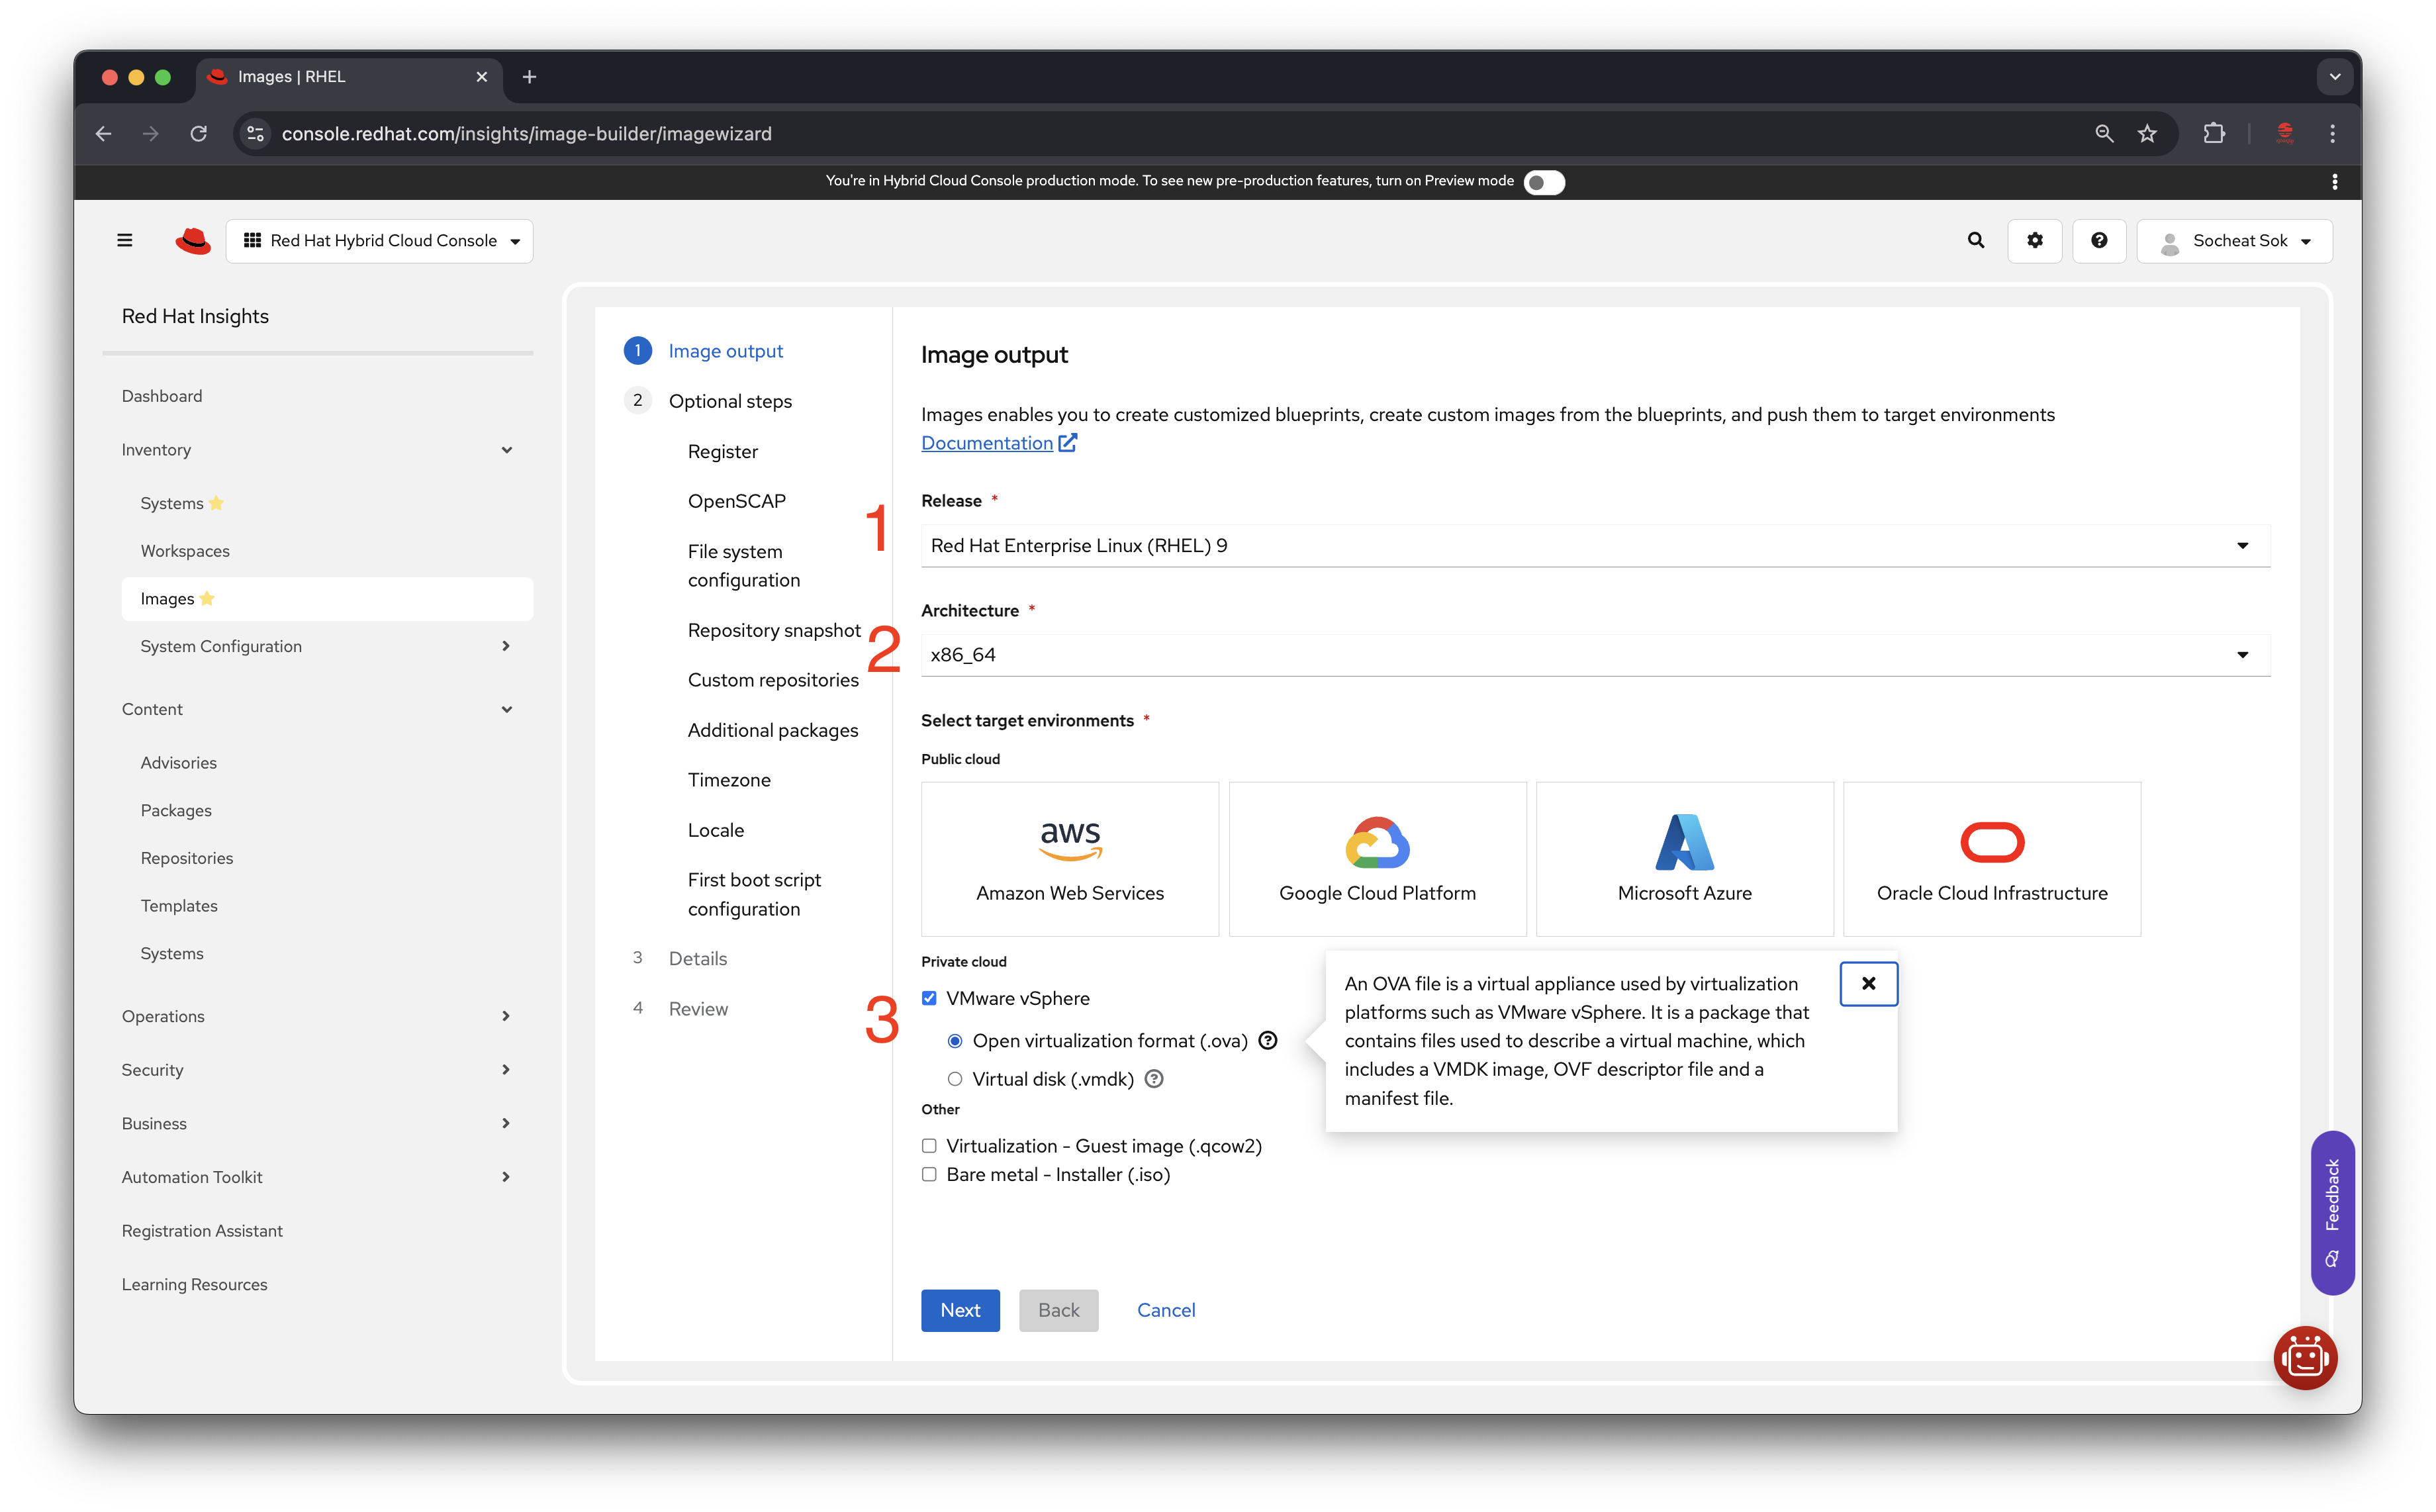 Images | RHEL
console.redhat.com/insights/image-builder/imagewizard
You're in Hybrid Cloud Console production mode. To see new pre-production features, turn on Preview mode
Red Hat Hybrid Cloud Console
Socheat Sok
Red Hat Insights
Dashboard
Inventory
Systems
Workspaces
Images
System Configuration
Content
Advisories
Packages
Repositories
Templates
Systems
Operations
Security
Business
Automation Toolkit
Registration Assistant
Learning Resources
1 Image output
2 Optional steps
Register
OpenSCAP
File system
configuration
Repository snapshot
Custom repositories
Additional packages
Timezone
Locale
First boot script
configuration
3 Details
4 Review
Image output
Images enables you to create customized blueprints, create custom images from the blueprints, and push them to target environments
Documentation
Release *
1
Red Hat Enterprise Linux (RHEL) 9
Architecture *
2
x86_64
Select target environments *
Public cloud
aws
Amazon Web Services
Google Cloud Platform
Microsoft Azure
Oracle Cloud Infrastructure
Private cloud
3
VMware vSphere
Open virtualization format (.ova)
Virtual disk (.vmdk)
An OVA file is a virtual appliance used by virtualization
platforms such as VMware vSphere. It is a package that
contains files used to describe a virtual machine, which
includes a VMDK image, OVF descriptor file and a
manifest file.
Other
Virtualization - Guest image (.qcow2)
Bare metal - Installer (.iso)
Next
Back
Cancel
Feedback